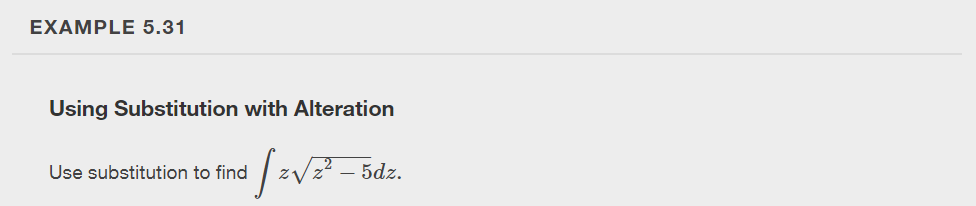 EXAMPLE 5.31
Using Substitution with Alteration
Use substitution to find ∫ z√(z² − 5)dz.